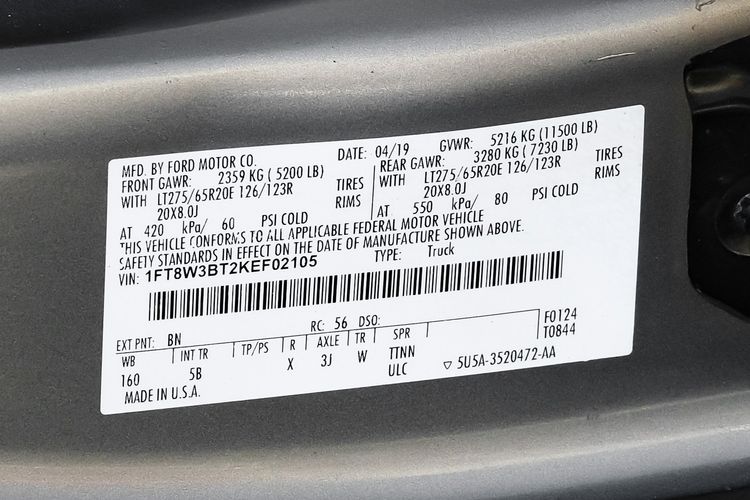 MFD. BY FORD MOTOR CO. DATE: 04/19 GVWR: 5216 KG (11500 LB)
FRONT GAWR: 2359 KG (5200 LB) REAR GAWR: 3280 KG (7230 LB)
WITH LT275/65R20E 126/123R TIRES WITH LT275/65R20E 126/123R TIRES
20X8.0J RIMS 20X8.0J RIMS
AT 420 kPa/ 60 PSI COLD AT 550 kPa/ 80 PSI COLD
THIS VEHICLE CONFORMS TO ALL APPLICABLE FEDERAL MOTOR VEHICLE
SAFETY STANDARDS IN EFFECT ON THE DATE OF MANUFACTURE SHOWN ABOVE.
VIN: 1FT8W3BT2KEF02105 TYPE: Truck
EXT PNT: BN RC: 56 DSO: F0124
WB INT TR TP/PS R AXLE TR SPR T0844
160 5B X 3J W TTNN
ULC ▽ 5U5A-3520472-AA
MADE IN U.S.A.